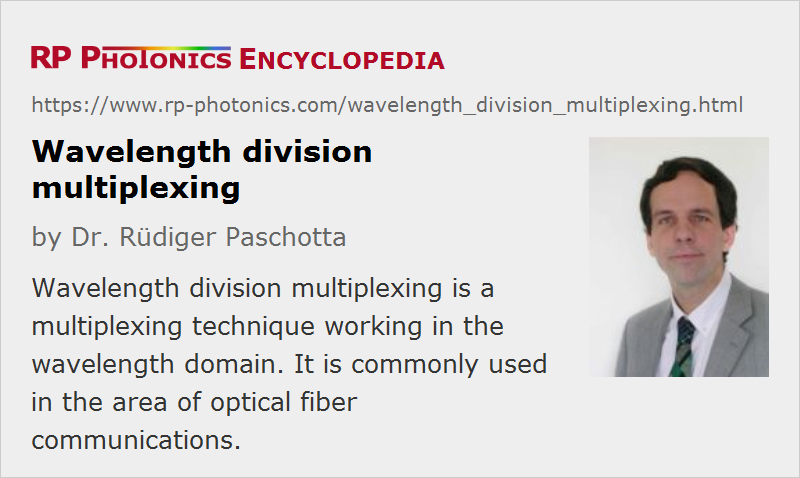 RP PHOTONICS ENCYCLOPEDIA
https://www.rp-photonics.com/wavelength_division_multiplexing.html
Wavelength division
multiplexing
by Dr. Rüdiger Paschotta
Wavelength division multiplexing is a
multiplexing technique working in the
wavelength domain. It is commonly used
in the area of optical fiber
communications.